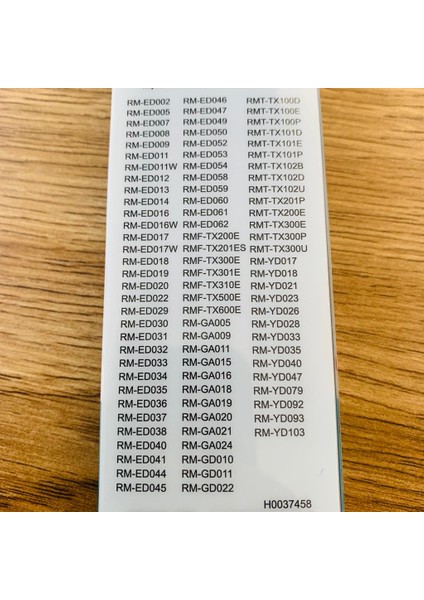 RM-ED002 RM-ED046 RMT-TX100D
RM-ED005 RM-ED047 RMT-TX100E
RM-ED007 RM-ED049 RMT-TX100P
RM-ED008 RM-ED050 RMT-TX101D
RM-ED009 RM-ED052 RMT-TX101E
RM-ED011 RM-ED053 RMT-TX101P
RM-ED011W RM-ED054 RMT-TX102B
RM-ED012 RM-ED058 RMT-TX102D
RM-ED013 RM-ED059 RMT-TX102U
RM-ED014 RM-ED060 RMT-TX201P
RM-ED016 RM-ED061 RMT-TX200E
RM-ED016W RM-ED062 RMT-TX300E
RM-ED017 RMF-TX200E RMT-TX300P
RM-ED017W RMF-TX201ES RMT-TX300U
RM-ED018 RMF-TX300E RM-YD017
RM-ED019 RMF-TX301E RM-YD018
RM-ED020 RMF-TX310E RM-YD021
RM-ED022 RMF-TX500E RM-YD023
RM-ED029 RMF-TX600E RM-YD026
RM-ED030 RM-GA005 RM-YD028
RM-ED031 RM-GA009 RM-YD033
RM-ED032 RM-GA011 RM-YD035
RM-ED033 RM-GA015 RM-YD040
RM-ED034 RM-GA016 RM-YD047
RM-ED035 RM-GA018 RM-YD079
RM-ED036 RM-GA019 RM-YD092
RM-ED037 RM-GA020 RM-YD093
RM-ED038 RM-GA021 RM-YD103
RM-ED040 RM-GA024
RM-ED041 RM-GD010
RM-ED044 RM-GD011
RM-ED045 RM-GD022
H0037458